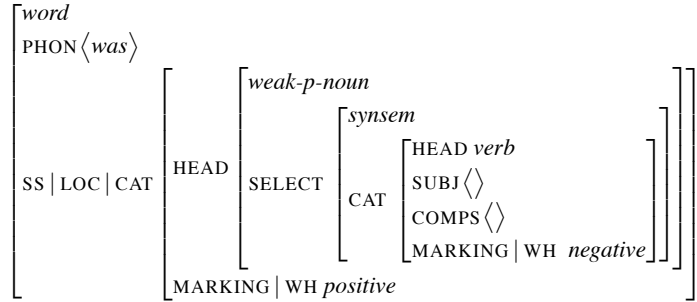 word
PHON⟨was⟩
weak-p-noun
synsem
HEAD verb
SS|LOC|CAT HEAD SELECT CAT SUBJ⟨⟩
COMPS⟨⟩
MARKING|WH negative
MARKING|WH positive